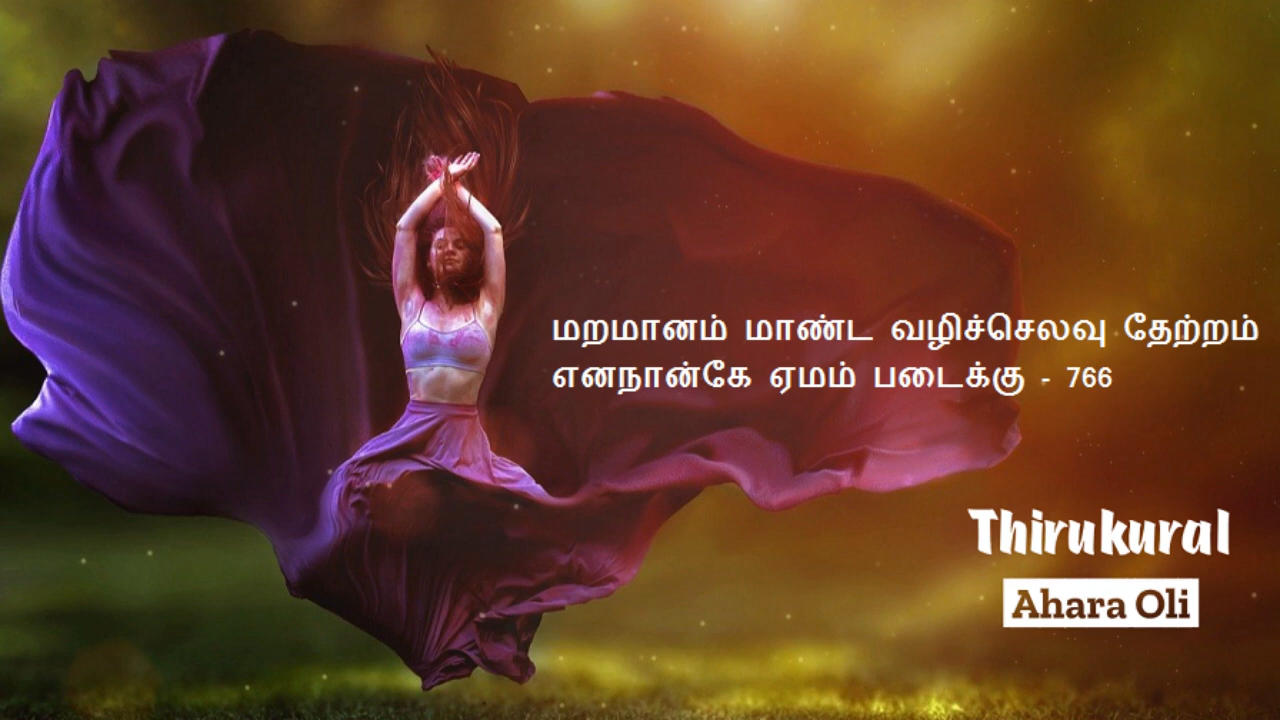 மறமானம் மாண்ட வழிச்செலவு தேற்றம்
எனநான்கே ஏமம் படைக்கு - 766
Thirukural
Ahara Oli